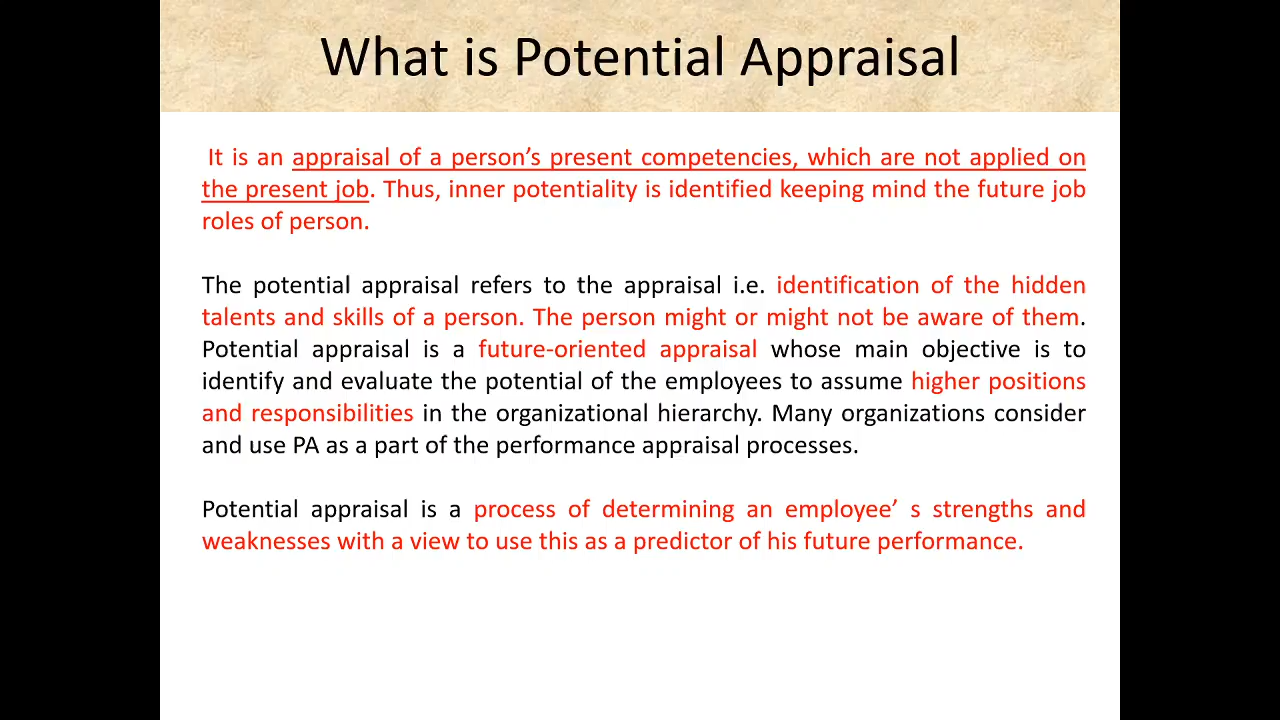 What is Potential Appraisal
It is an appraisal of a person’s present competencies, which are not applied on
the present job. Thus, inner potentiality is identified keeping mind the future job
roles of person.
The potential appraisal refers to the appraisal i.e. identification of the hidden
talents and skills of a person. The person might or might not be aware of them.
Potential appraisal is a future-oriented appraisal whose main objective is to
identify and evaluate the potential of the employees to assume higher positions
and responsibilities in the organizational hierarchy. Many organizations consider
and use PA as a part of the performance appraisal processes.
Potential appraisal is a process of determining an employee’ s strengths and
weaknesses with a view to use this as a predictor of his future performance.